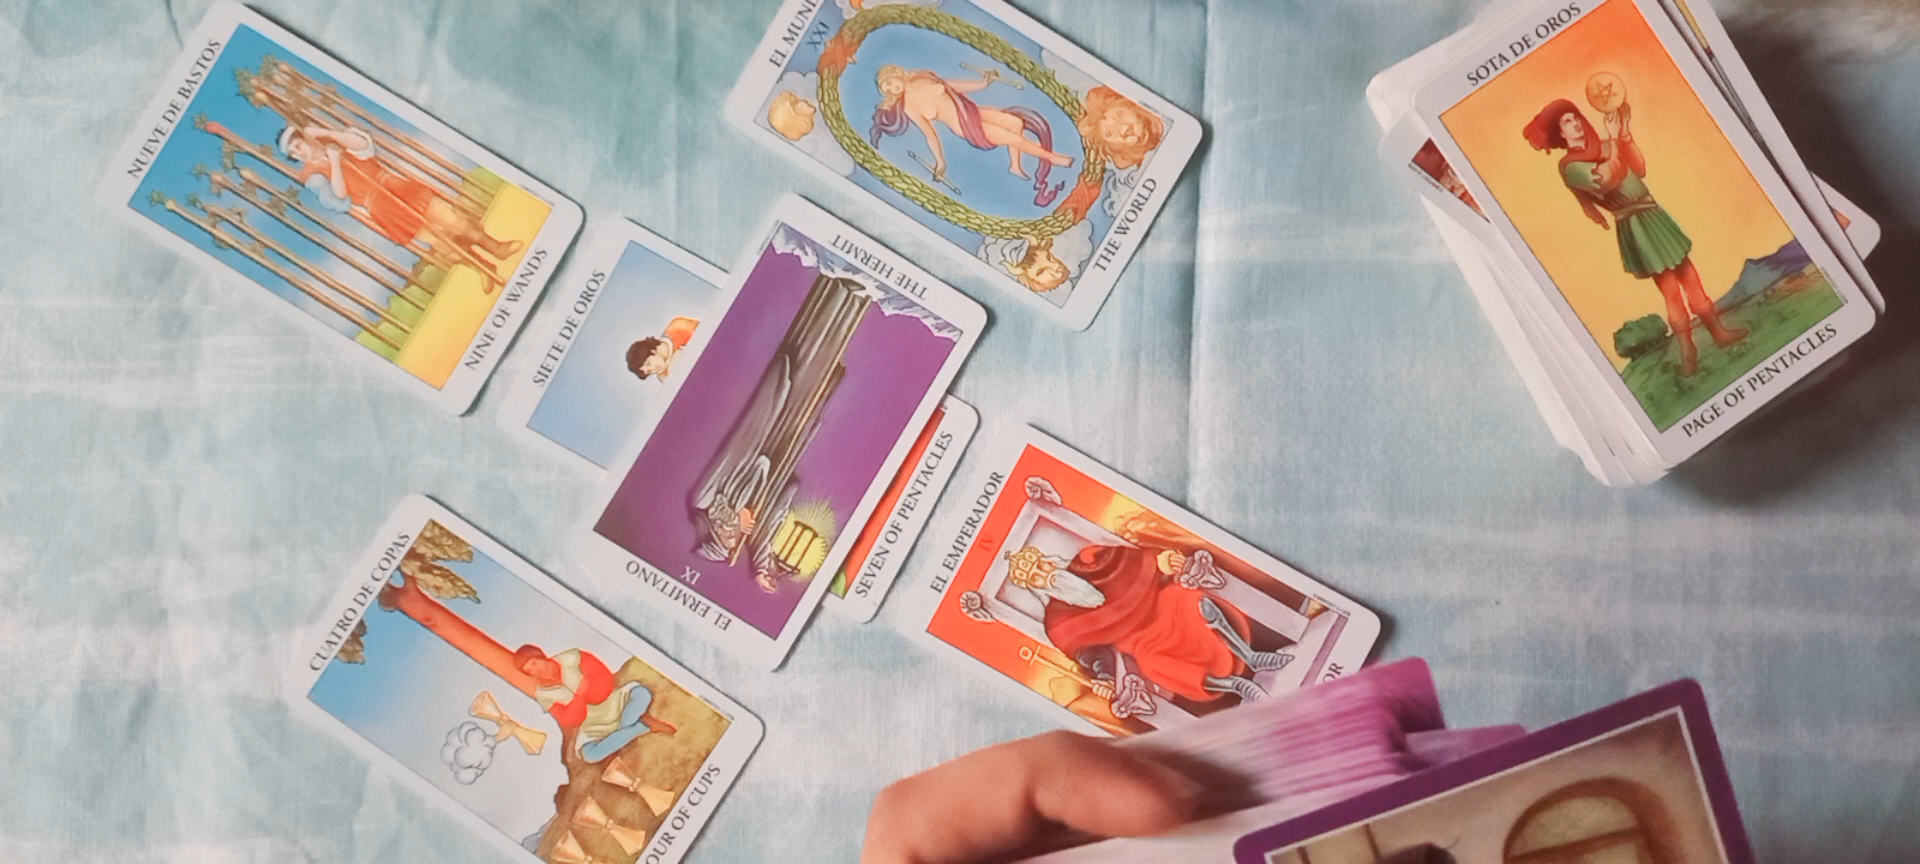 NUEVE DE BASTOS
NINE OF WANDS
EL MUN
XXI
THE WORLD
SIETE DE OROS
SEVEN OF PENTACLES
THE HERMIT
IX
EL ERMITAÑO
EL EMPERADOR
IV
OR
CUATRO DE COPAS
OUR OF CUPS
SOTA DE OROS
PAGE OF PENTACLES